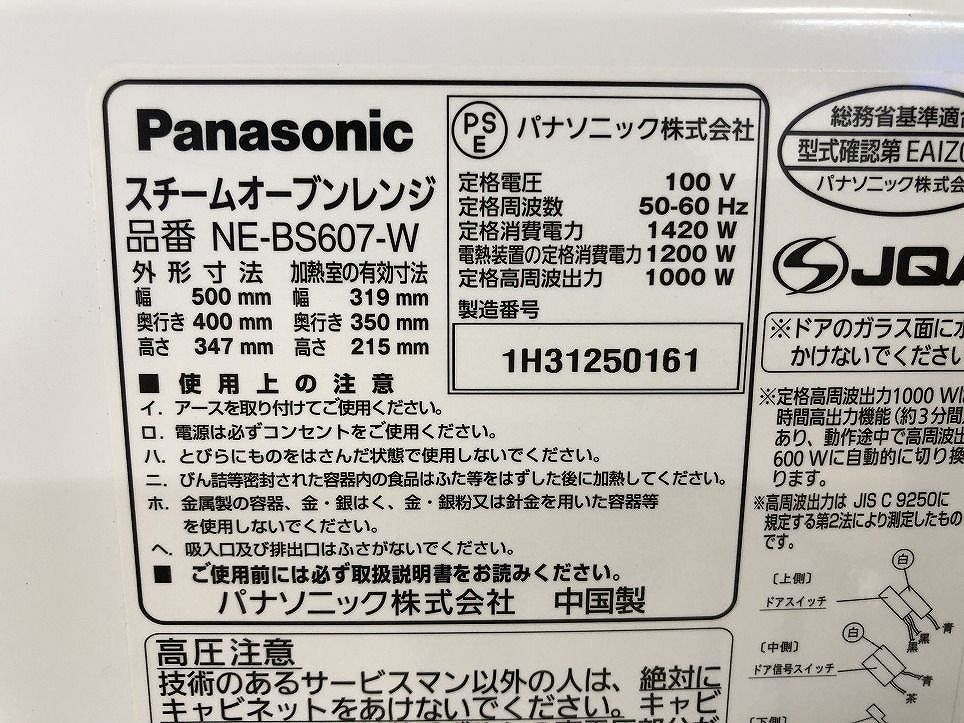 Panasonic
スチームオーブンレンジ
品番 NE-BS607-W
外形寸法 加熱室の有効寸法
幅 500 mm 幅 319 mm
奥行き 400 mm 奥行き 350 mm
高さ 347 mm 高さ 215 mm
PS
E
パナソニック株式会社
定格電圧 100 V
定格周波数 50-60 Hz
定格消費電力 1420 W
電熱装置の定格消費電力 1200 W
定格高周波出力 1000 W
製造番号
1H31250161
■ 使用上の注意
イ. アースを取り付けてご使用ください。
ロ. 電源は必ずコンセントをご使用ください。
ハ. とびらにものをはさんだ状態で使用しないでください。
ニ. びん詰等密封された容器内の食品はふた等をはずした後に加熱してください。
ホ. 金属製の容器、金・銀はく、金・銀粉又は針金を用いた容器等
を使用しないでください。
ヘ. 吸入口及び排出口はふさがないでください。
■ ご使用前には必ず取扱説明書をお読みください。
パナソニック株式会社 中国製
高圧注意
技術のあるサービスマン以外の人は、絶対に
キャビネットをあけないでください。キャビ
総務省基準適合
型式確認第 EAIZ
パナソニック株式会
JQA
※ドアのガラス面に水
かけないでください
※定格高周波出力1000 Wは
時間高出力機能(約3分間
あり、動作途中で高周波出
600 Wに自動的に切り換
ります。
※高周波出力は JIS C 9250に
規定する第2法により測定したもの
です。
白
〔上側〕
ドアスイッチ
青
黒
黒
白
〔中側〕
ドア信号スイッチ
青
茶
〔下側〕